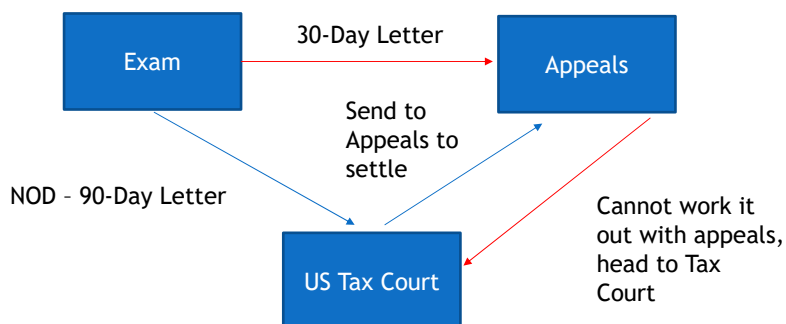 30-Day Letter
Exam
Appeals
Send to
Appeals to
settle
NOD – 90-Day Letter
Cannot work it
out with appeals,
head to Tax
Court
US Tax Court